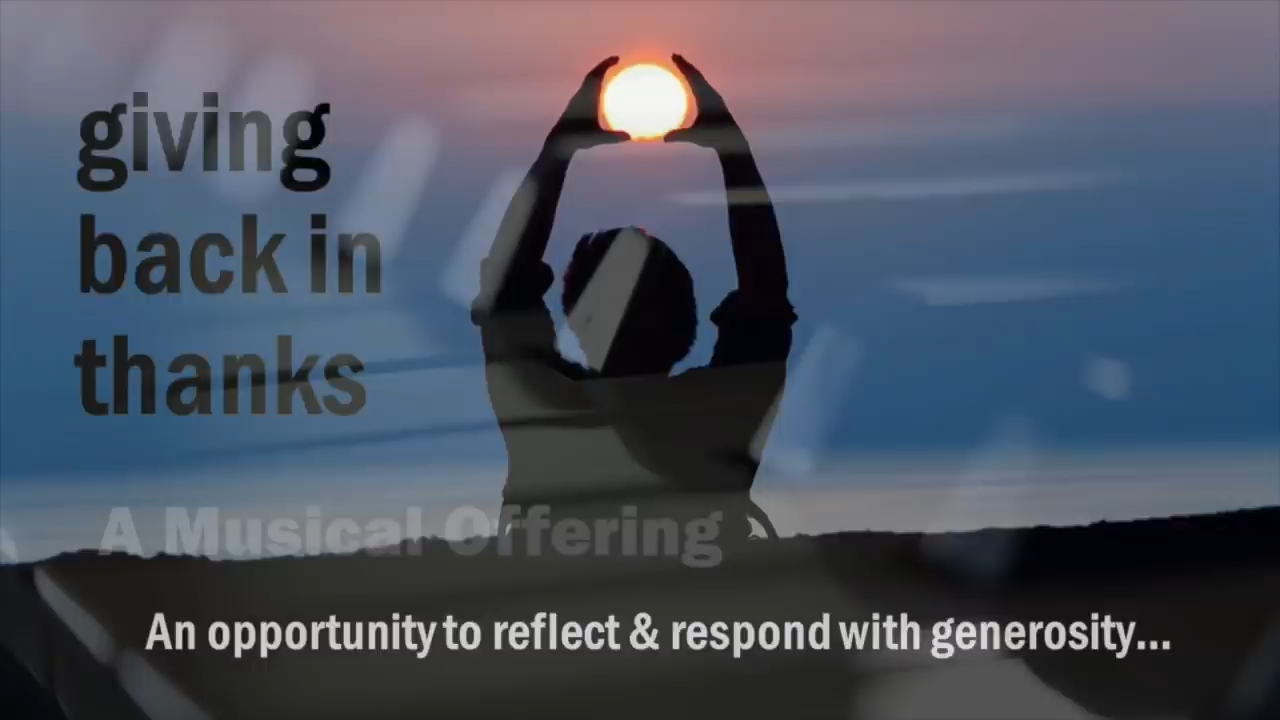 giving
back in
thanks
A Musical Offering
An opportunity to reflect & respond with generosity...